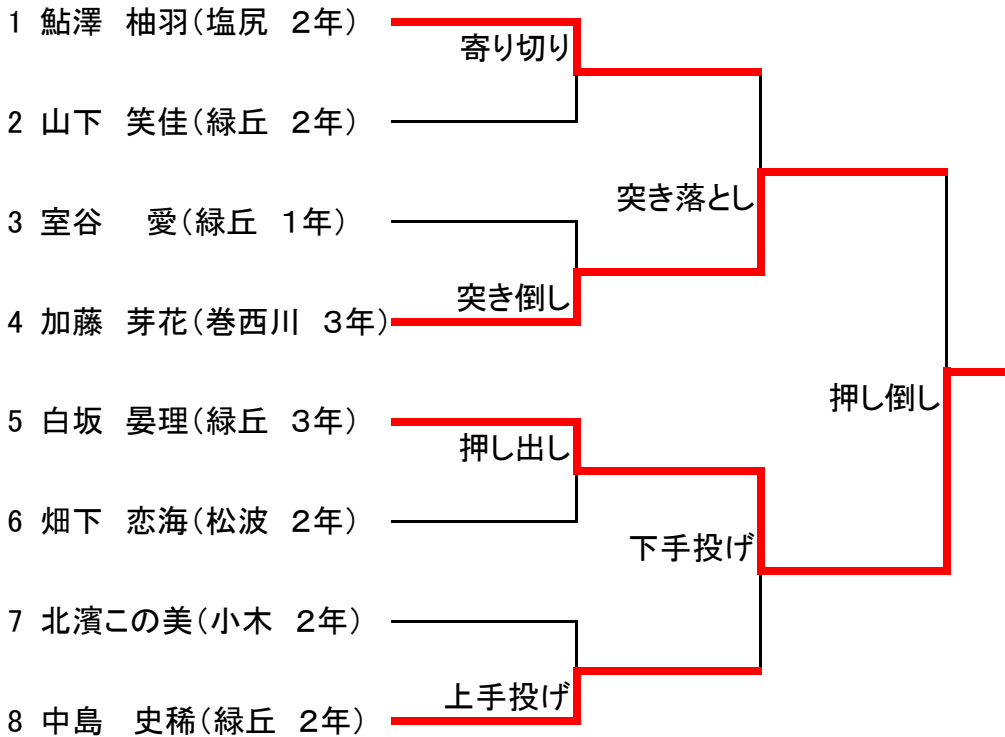 1 鮎澤　柚羽(塩尻　2年)
寄り切り
2 山下　笑佳(緑丘　2年)
突き落とし
3 室谷　愛(緑丘　1年)
突き倒し
4 加藤　芽花(巻西川　3年)
押し倒し
5 白坂　晏理(緑丘　3年)
押し出し
6 畑下　恋海(松波　2年)
下手投げ
7 北濱この美(小木　2年)
上手投げ
8 中島　史稀(緑丘　2年)